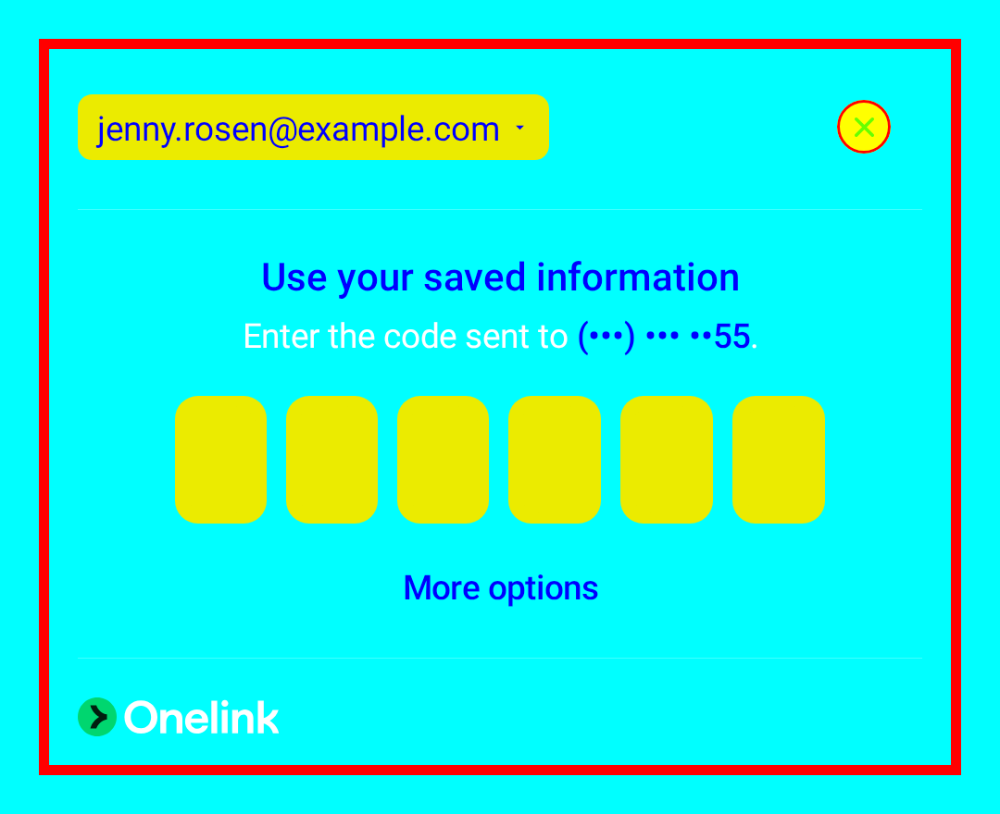 jenny.rosen@example.com
Use your saved information
Enter the code sent to (•••) ••• ••55.
More options
Onelink